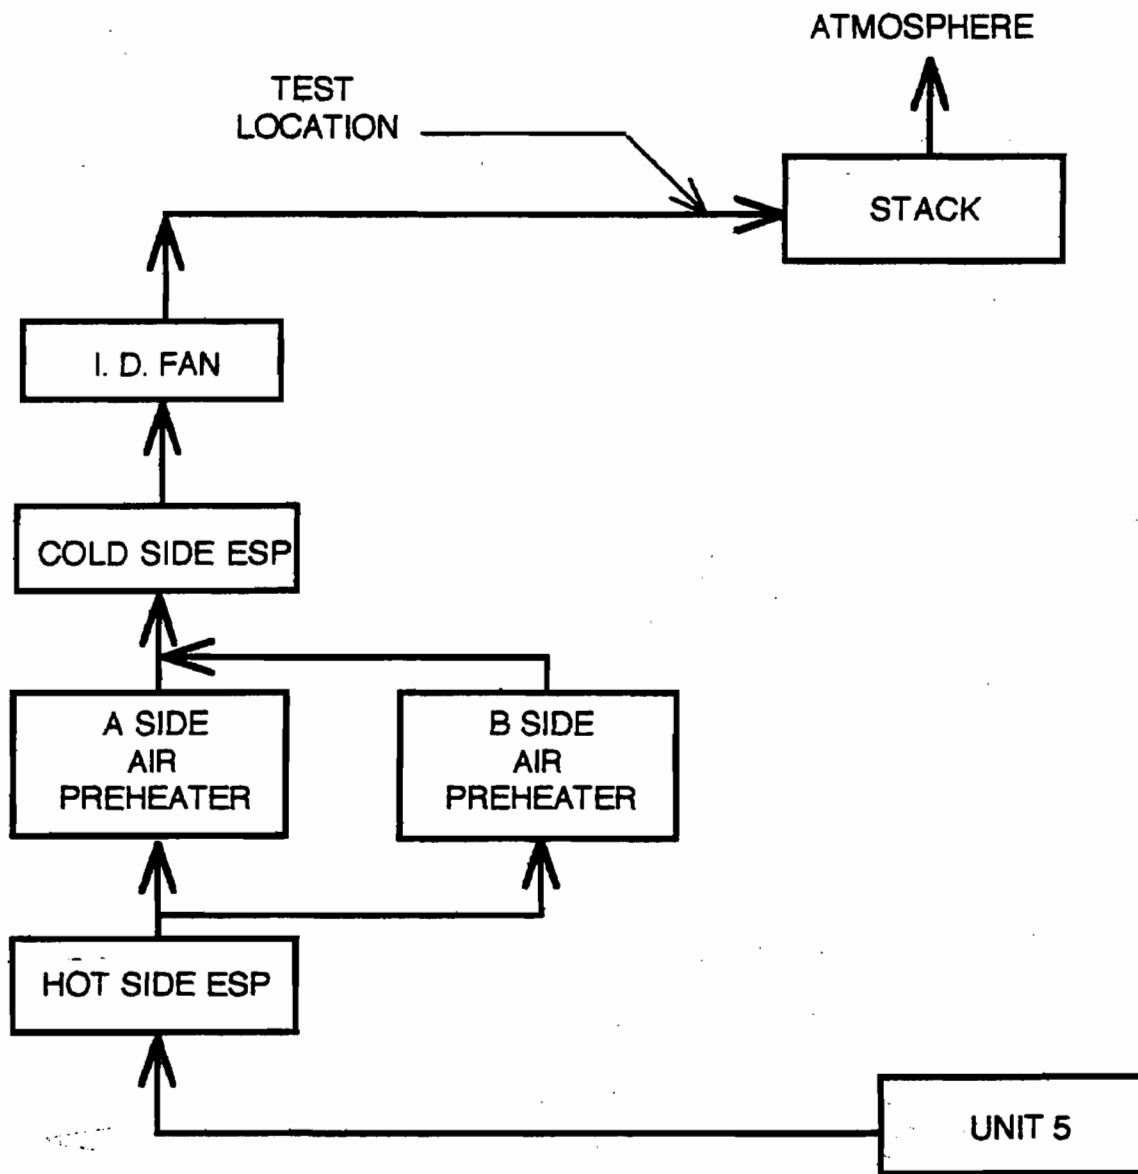 ATMOSPHERE
TEST
LOCATION
STACK
I. D. FAN
COLD SIDE ESP
A SIDE
AIR
PREHEATER
B SIDE
AIR
PREHEATER
HOT SIDE ESP
UNIT 5